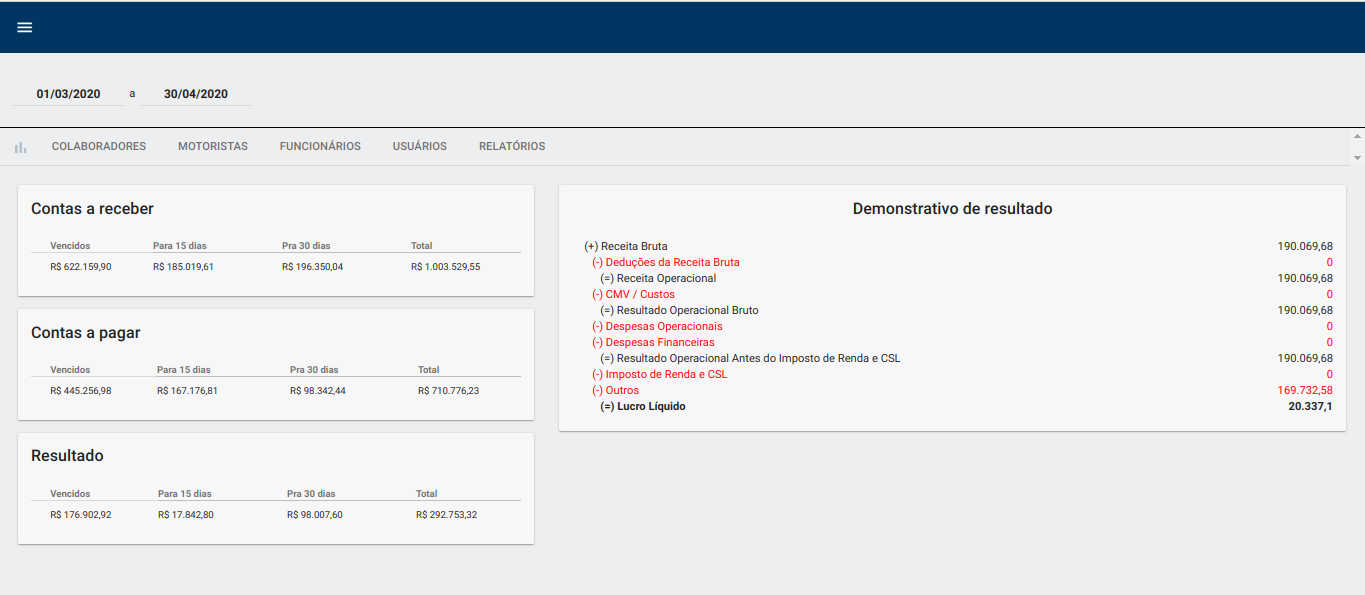 01/03/2020 a 30/04/2020
COLABORADORES MOTORISTAS FUNCIONÁRIOS USUÁRIOS RELATÓRIOS
Contas a receber
Vencidos Para 15 dias Pra 30 dias Total
R$ 622.159,90 R$ 185.019,61 R$ 196.350,04 R$ 1.003.529,55
Contas a pagar
Vencidos Para 15 dias Pra 30 dias Total
R$ 445.256,98 R$ 167.176,81 R$ 98.342,44 R$ 710.776,23
Resultado
Vencidos Para 15 dias Pra 30 dias Total
R$ 176.902,92 R$ 17.842,80 R$ 98.007,60 R$ 292.753,32
Demonstrativo de resultado
(+) Receita Bruta 190.069,68
(-) Deduções da Receita Bruta 0
(=) Receita Operacional 190.069,68
(-) CMV / Custos 0
(=) Resultado Operacional Bruto 190.069,68
(-) Despesas Operacionais 0
(-) Despesas Financeiras 0
(=) Resultado Operacional Antes do Imposto de Renda e CSL 190.069,68
(-) Imposto de Renda e CSL 0
(-) Outros 169.732,58
(=) Lucro Líquido 20.337,1